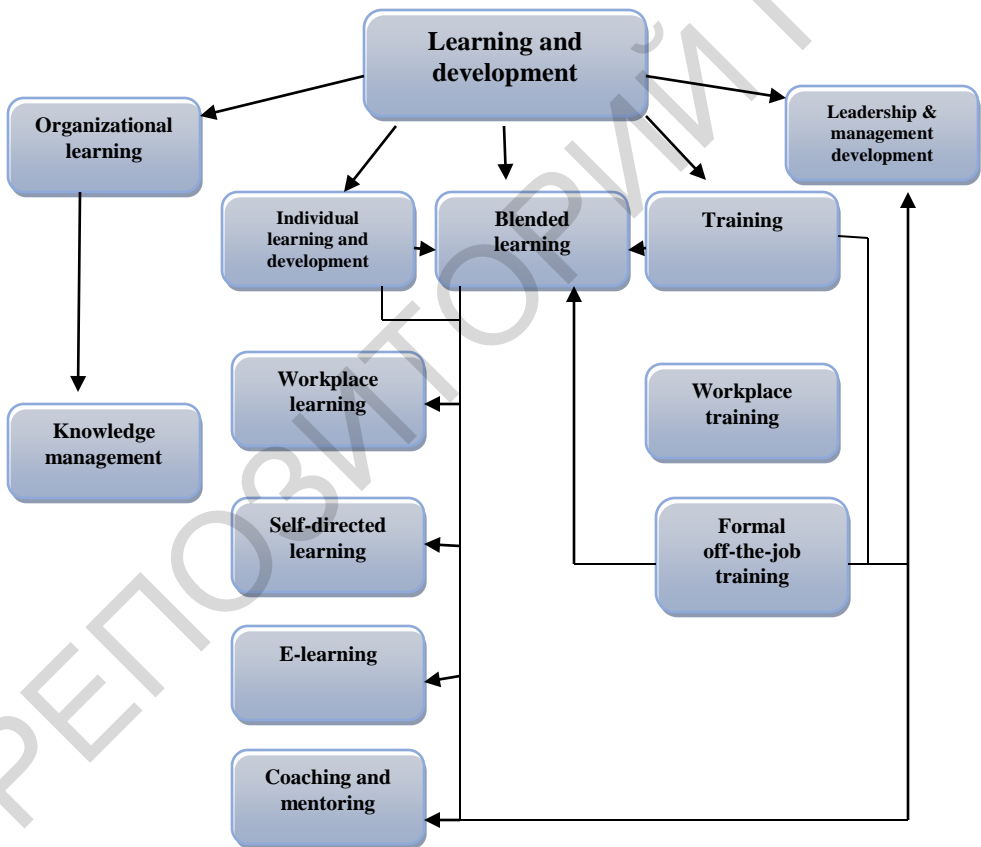 Learning and
development
Organizational
learning
Leadership &
management
development
Individual
learning and
development
Blended
learning
Training
Workplace
learning
Workplace
training
Knowledge
management
Self-directed
learning
Formal
off-the-job
training
E-learning
Coaching and
mentoring
РЕПОЗИТОРИЙ Г